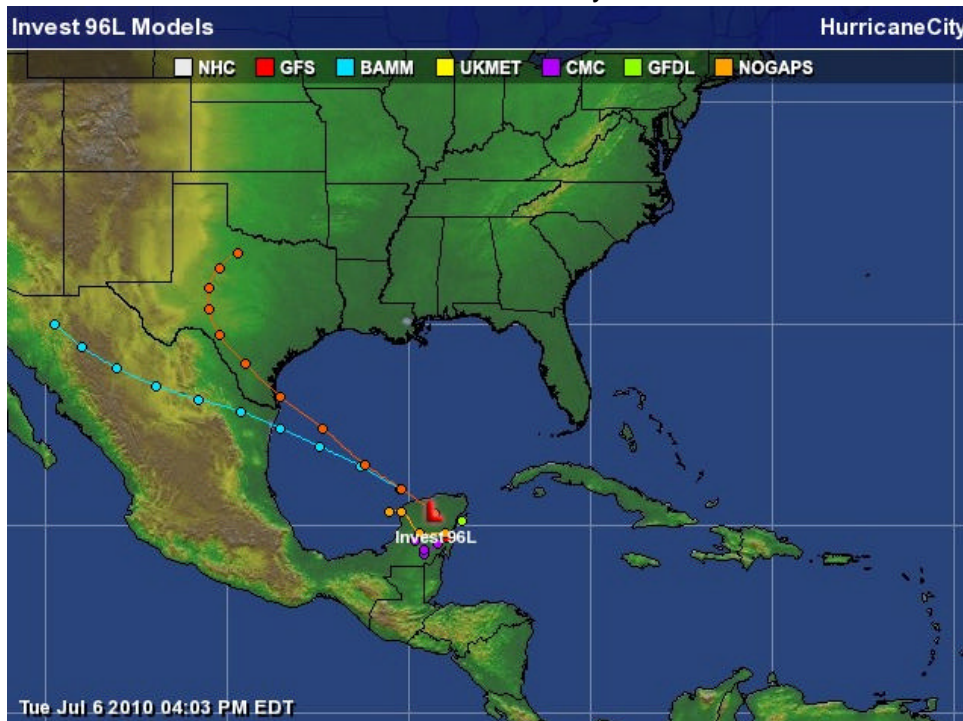 Invest 96L Models
HurricaneCity
NHC GFS BAMM UKMET CMC GFDL NOGAPS
L
Invest 96L
Tue Jul 6 2010 04:03 PM EDT